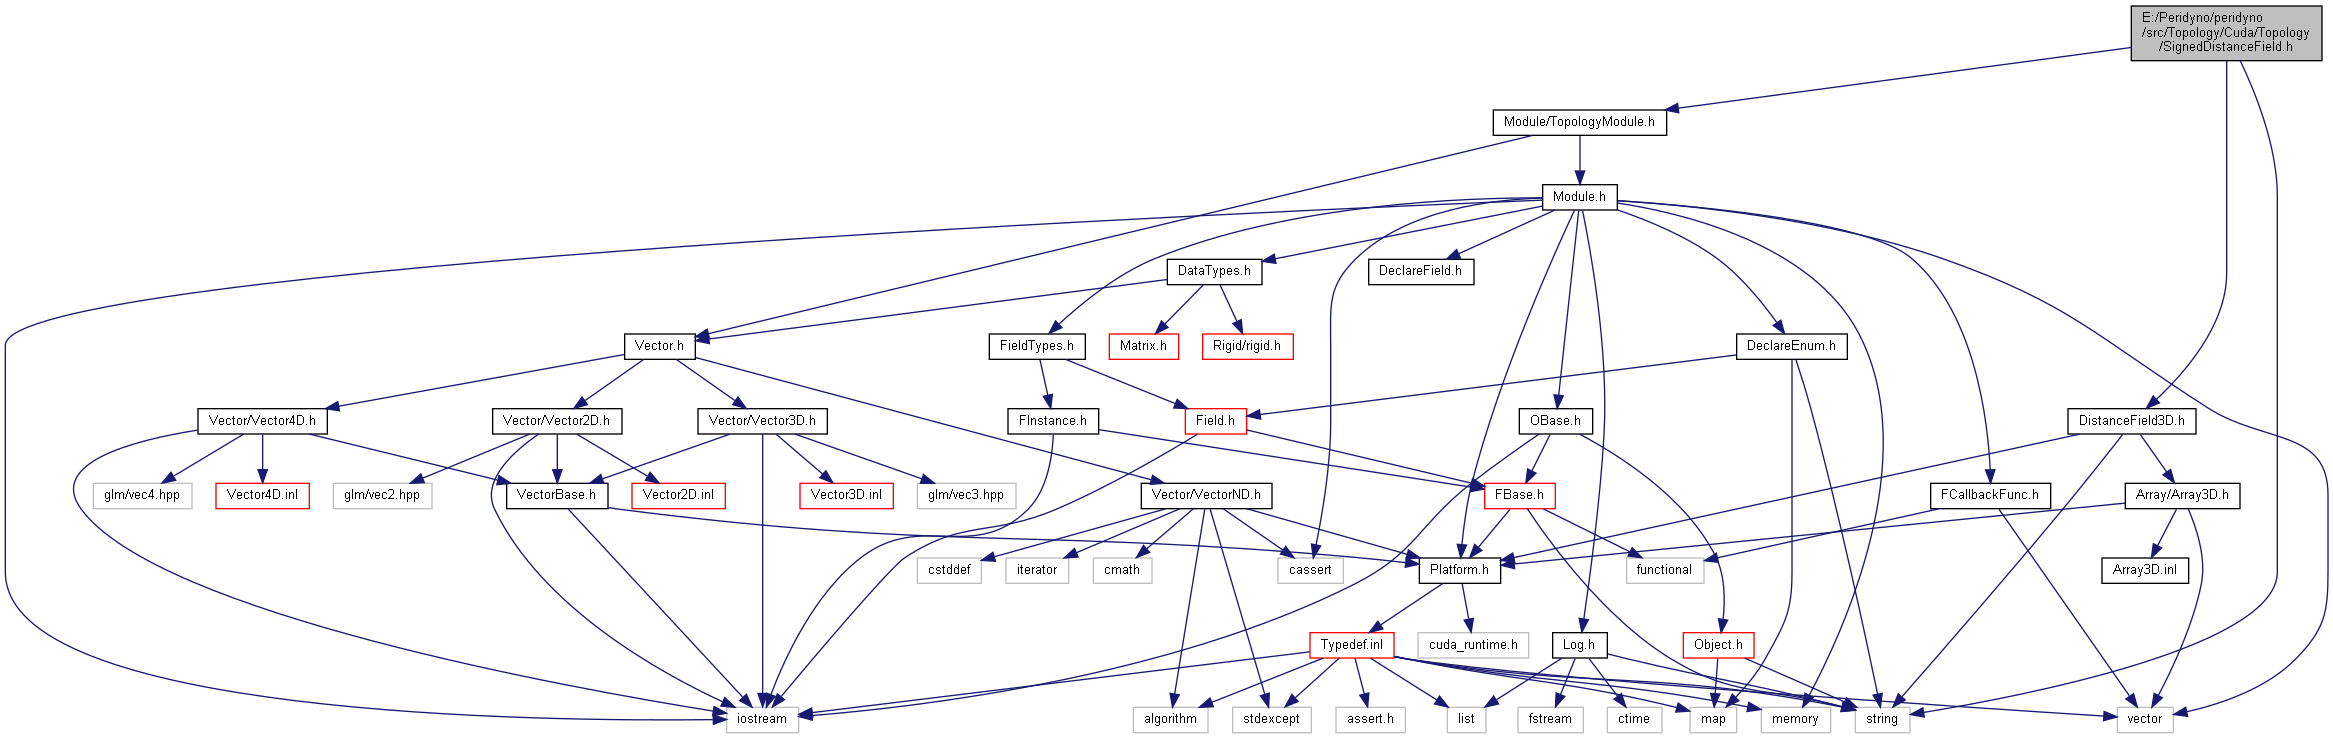 E:/Peridyno/peridyno
/src/Topology/Cuda/Topology
/SignedDistanceField.h
Module/TopologyModule.h
Module.h
DataTypes.h
DeclareField.h
Vector.h
FieldTypes.h
Matrix.h
Rigid/rigid.h
DeclareEnum.h
Vector/Vector4D.h
Vector/Vector2D.h
Vector/Vector3D.h
FInstance.h
Field.h
OBase.h
DistanceField3D.h
glm/vec4.hpp
Vector4D.inl
glm/vec2.hpp
VectorBase.h
Vector2D.inl
Vector3D.inl
glm/vec3.hpp
Vector/VectorND.h
FBase.h
FCallbackFunc.h
Array/Array3D.h
cstddef
iterator
cmath
cassert
Platform.h
functional
Array3D.inl
Typedef.inl
cuda_runtime.h
Log.h
Object.h
iostream
algorithm
stdexcept
assert.h
list
fstream
ctime
map
memory
string
vector